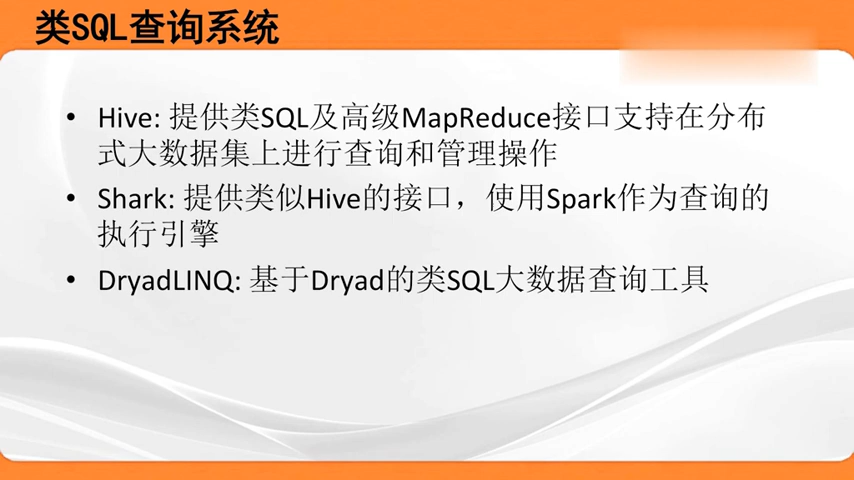 类SQL查询系统
• Hive: 提供类SQL及高级MapReduce接口支持在分布
式大数据集上进行查询和管理操作
• Shark: 提供类似Hive的接口，使用Spark作为查询的
执行引擎
• DryadLINQ: 基于Dryad的类SQL大数据查询工具